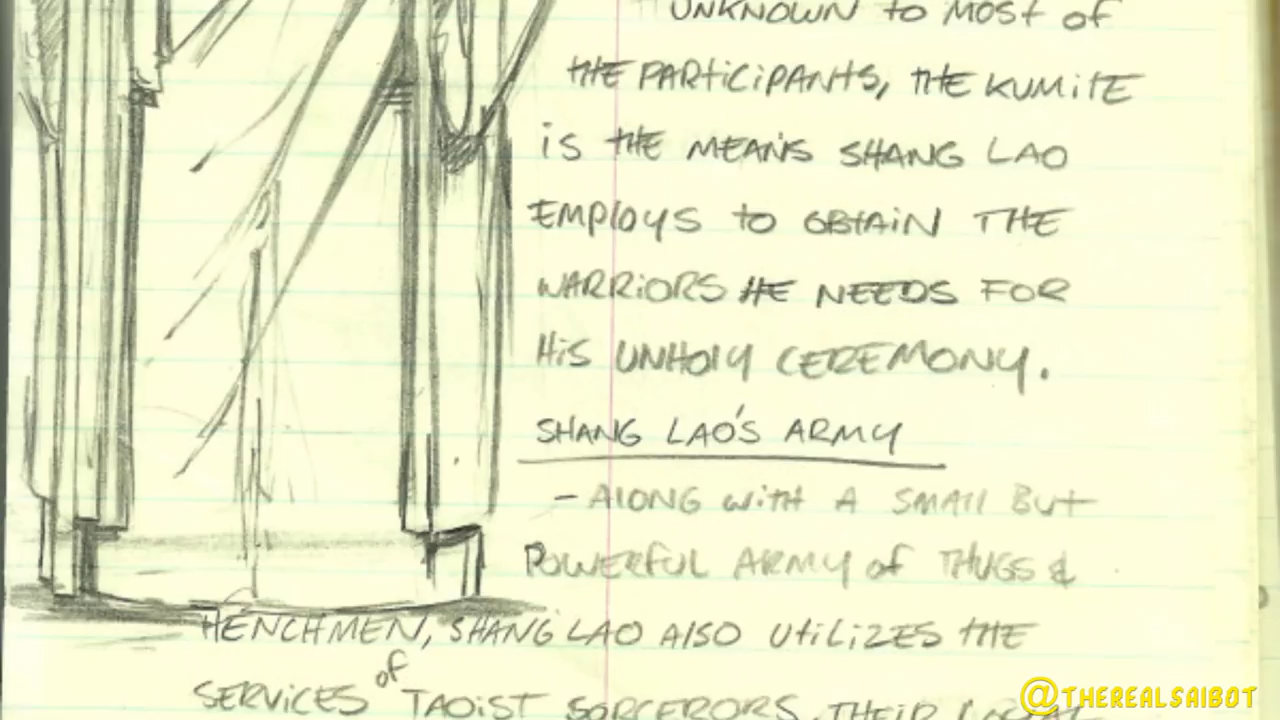 UNKNOWN to MOST of
THE PARTICIPANTS, THE KUMITE
is THE MEANS SHANG LAO
EMPLOYS to OBTAIN THE
WARRIORS HE NEEDS FOR
HIS UNHOLY CEREMONY.
SHANG LAO'S ARMY
- ALONG WITH A SMALL BUT
POWERFUL ARMY of THUGS &
HENCHMEN, SHANG LAO ALSO UTILIZES THE
SERVICES of TAOIST SORCERORS. THEIR
@THEREALSAIBOT